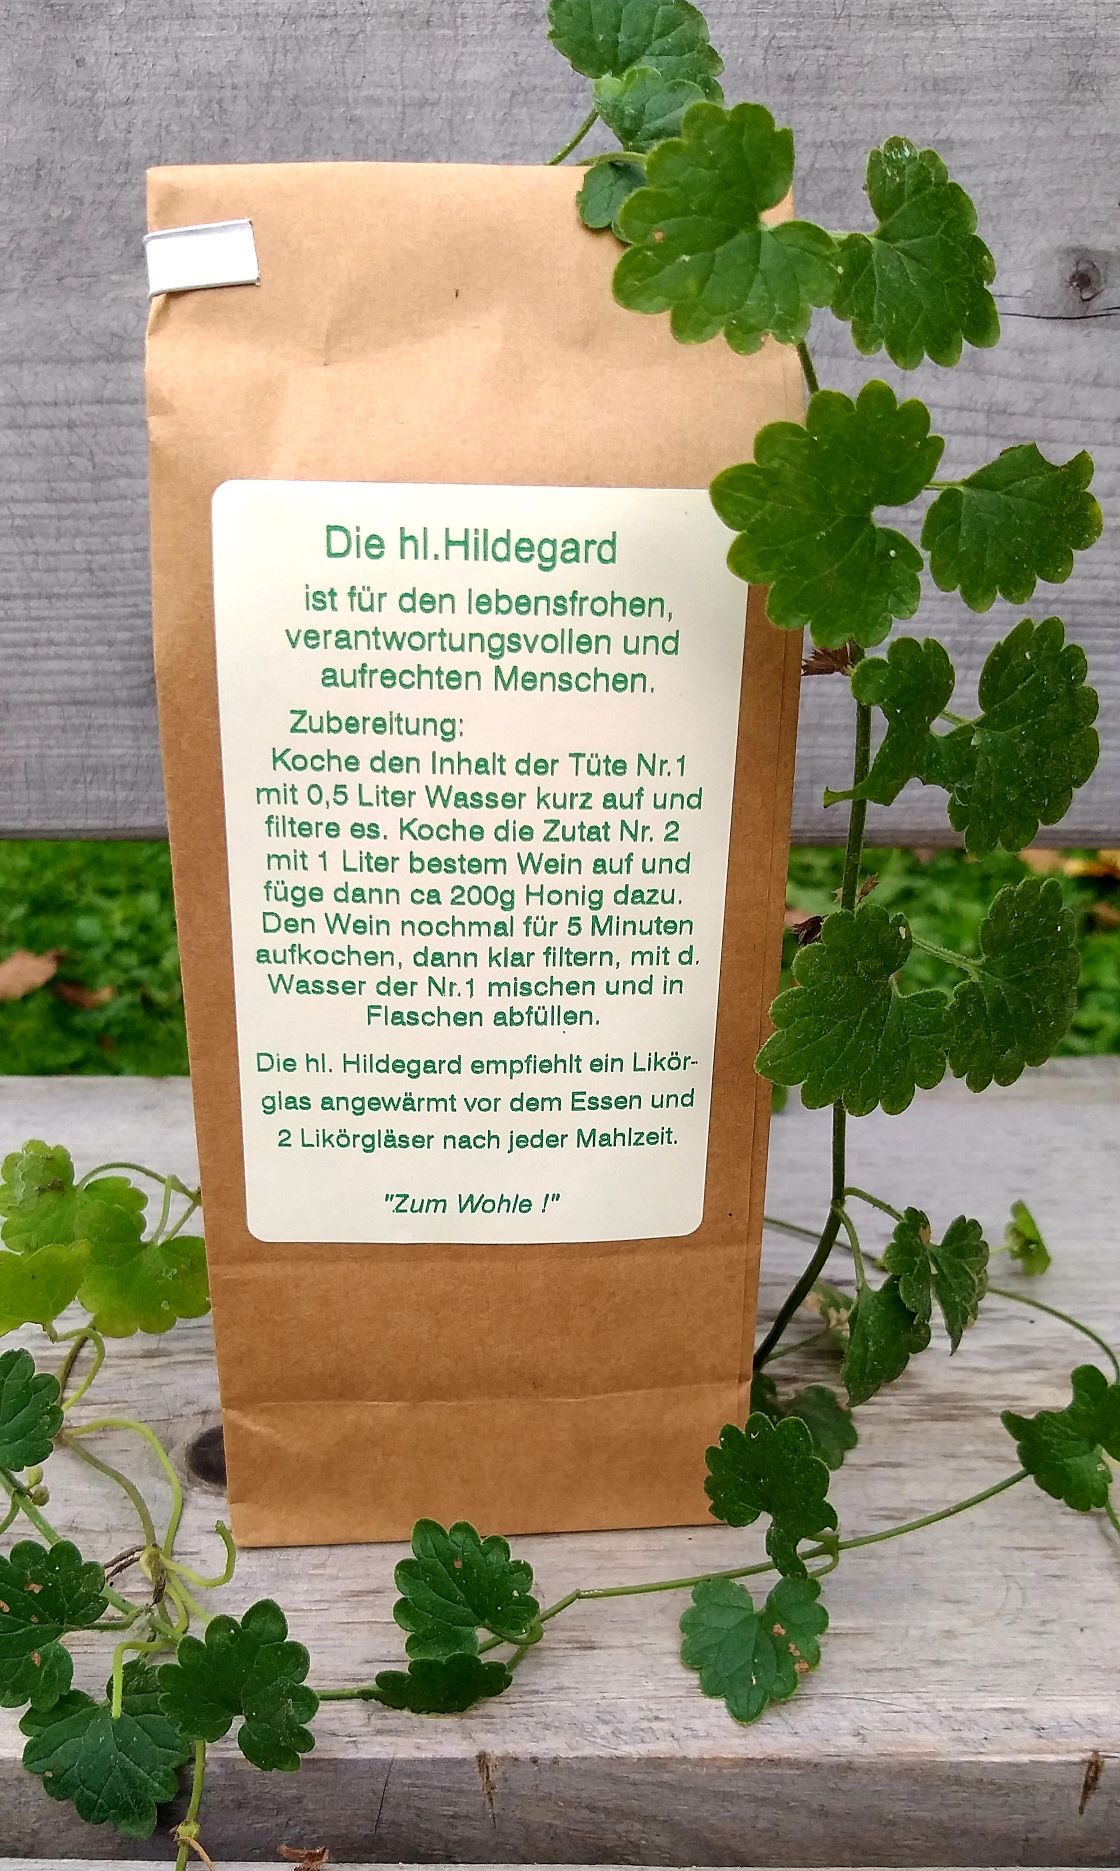 Die hl.Hildegard
ist für den lebensfrohen,
verantwortungsvollen und
aufrechten Menschen.
Zubereitung:
Koche den Inhalt der Tüte Nr.1
mit 0,5 Liter Wasser kurz auf und
filtere es. Koche die Zutat Nr. 2
mit 1 Liter bestem Wein auf und
füge dann ca 200g Honig dazu.
Den Wein nochmal für 5 Minuten
aufkochen, dann klar filtern, mit d.
Wasser der Nr.1 mischen und in
Flaschen abfüllen.
Die hl. Hildegard empfiehlt ein Likör-
glas angewärmt vor dem Essen und
2 Likörgläser nach jeder Mahlzeit.
"Zum Wohle !"